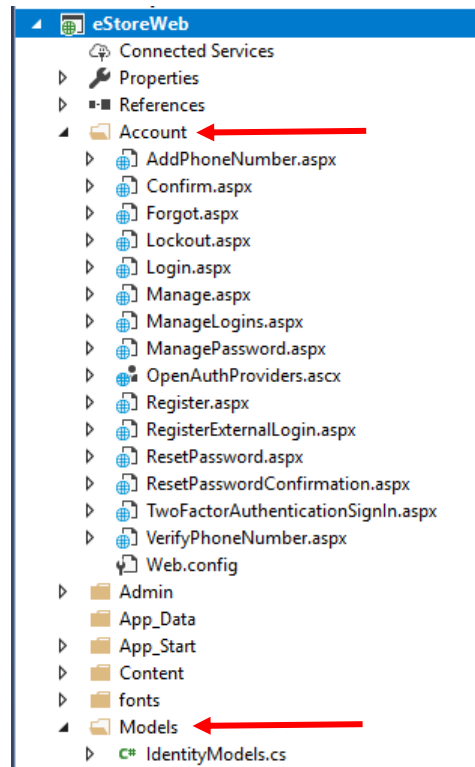 eStoreWeb
Connected Services
Properties
References
Account
AddPhoneNumber.aspx
Confirm.aspx
Forgot.aspx
Lockout.aspx
Login.aspx
Manage.aspx
ManageLogins.aspx
ManagePassword.aspx
OpenAuthProviders.ascx
Register.aspx
RegisterExternalLogin.aspx
ResetPassword.aspx
ResetPasswordConfirmation.aspx
TwoFactorAuthenticationSignIn.aspx
VerifyPhoneNumber.aspx
Web.config
Admin
App_Data
App_Start
Content
fonts
Models
C# IdentityModels.cs